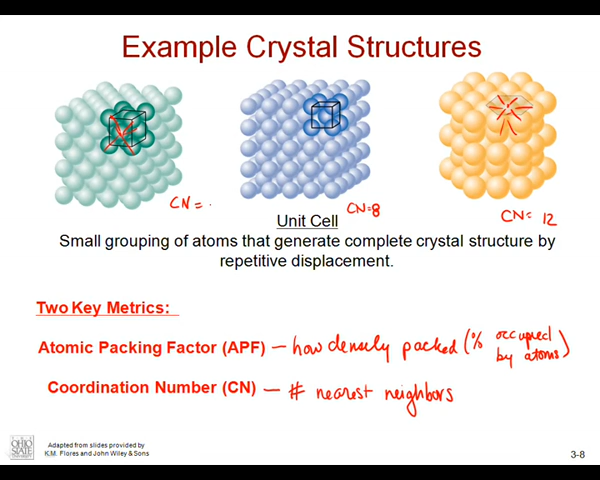 Example Crystal Structures
CN =
CN=8
CN= 12
Unit Cell
Small grouping of atoms that generate complete crystal structure by
repetitive displacement.
Two Key Metrics:
Atomic Packing Factor (APF) – how densely packed (% occupied
by atoms)
Coordination Number (CN) – # nearest neighbors
OHIO
STATE
UNIVERSITY
Adapted from slides provided by
K.M. Flores and John Wiley & Sons
3-8